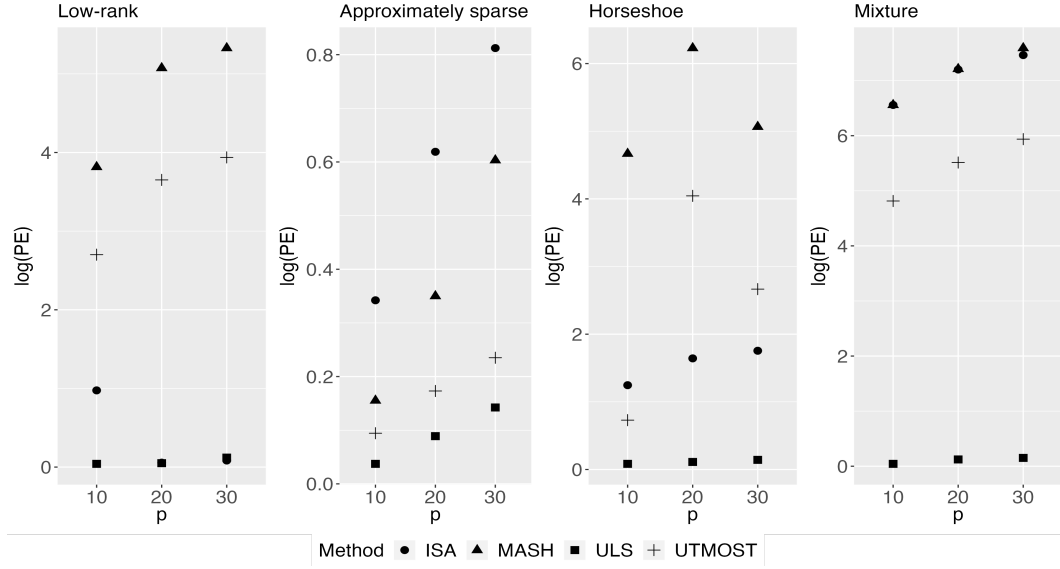 Low-rank
log(PE)
4
2
0
10 20 30
p
Approximately sparse
log(PE)
0.8
0.6
0.4
0.2
0.0
10 20 30
p
Horseshoe
log(PE)
6
4
2
0
10 20 30
p
Mixture
log(PE)
6
4
2
0
10 20 30
p
Method ISA MASH ULS UTMOST